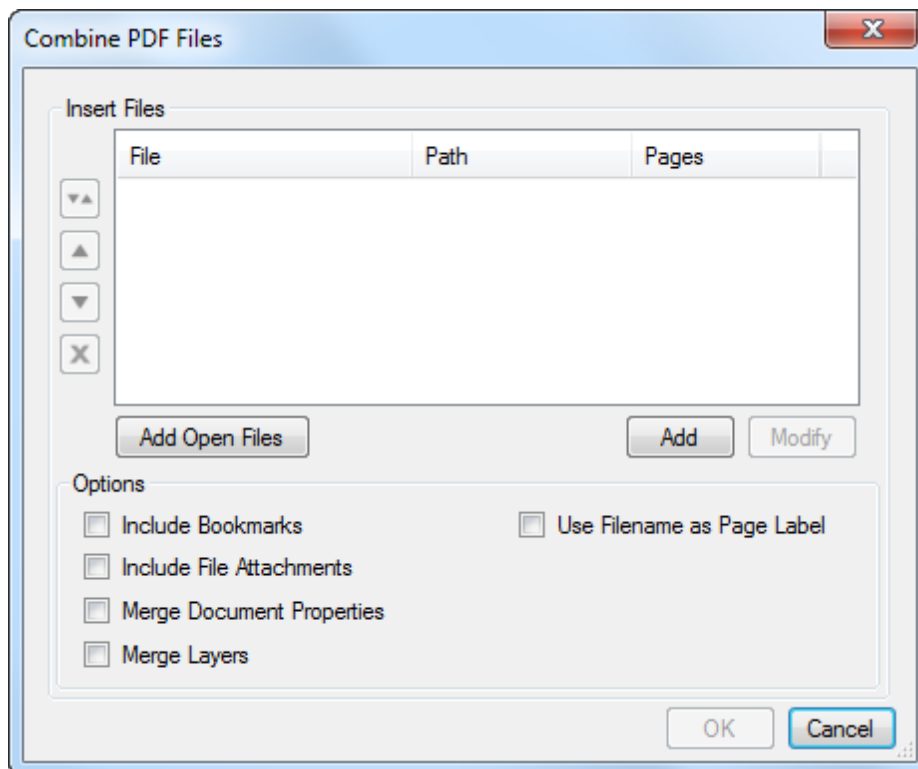 Combine PDF Files
Insert Files
File Path Pages
Add Open Files Add Modify
Options
Include Bookmarks Use Filename as Page Label
Include File Attachments
Merge Document Properties
Merge Layers
OK Cancel